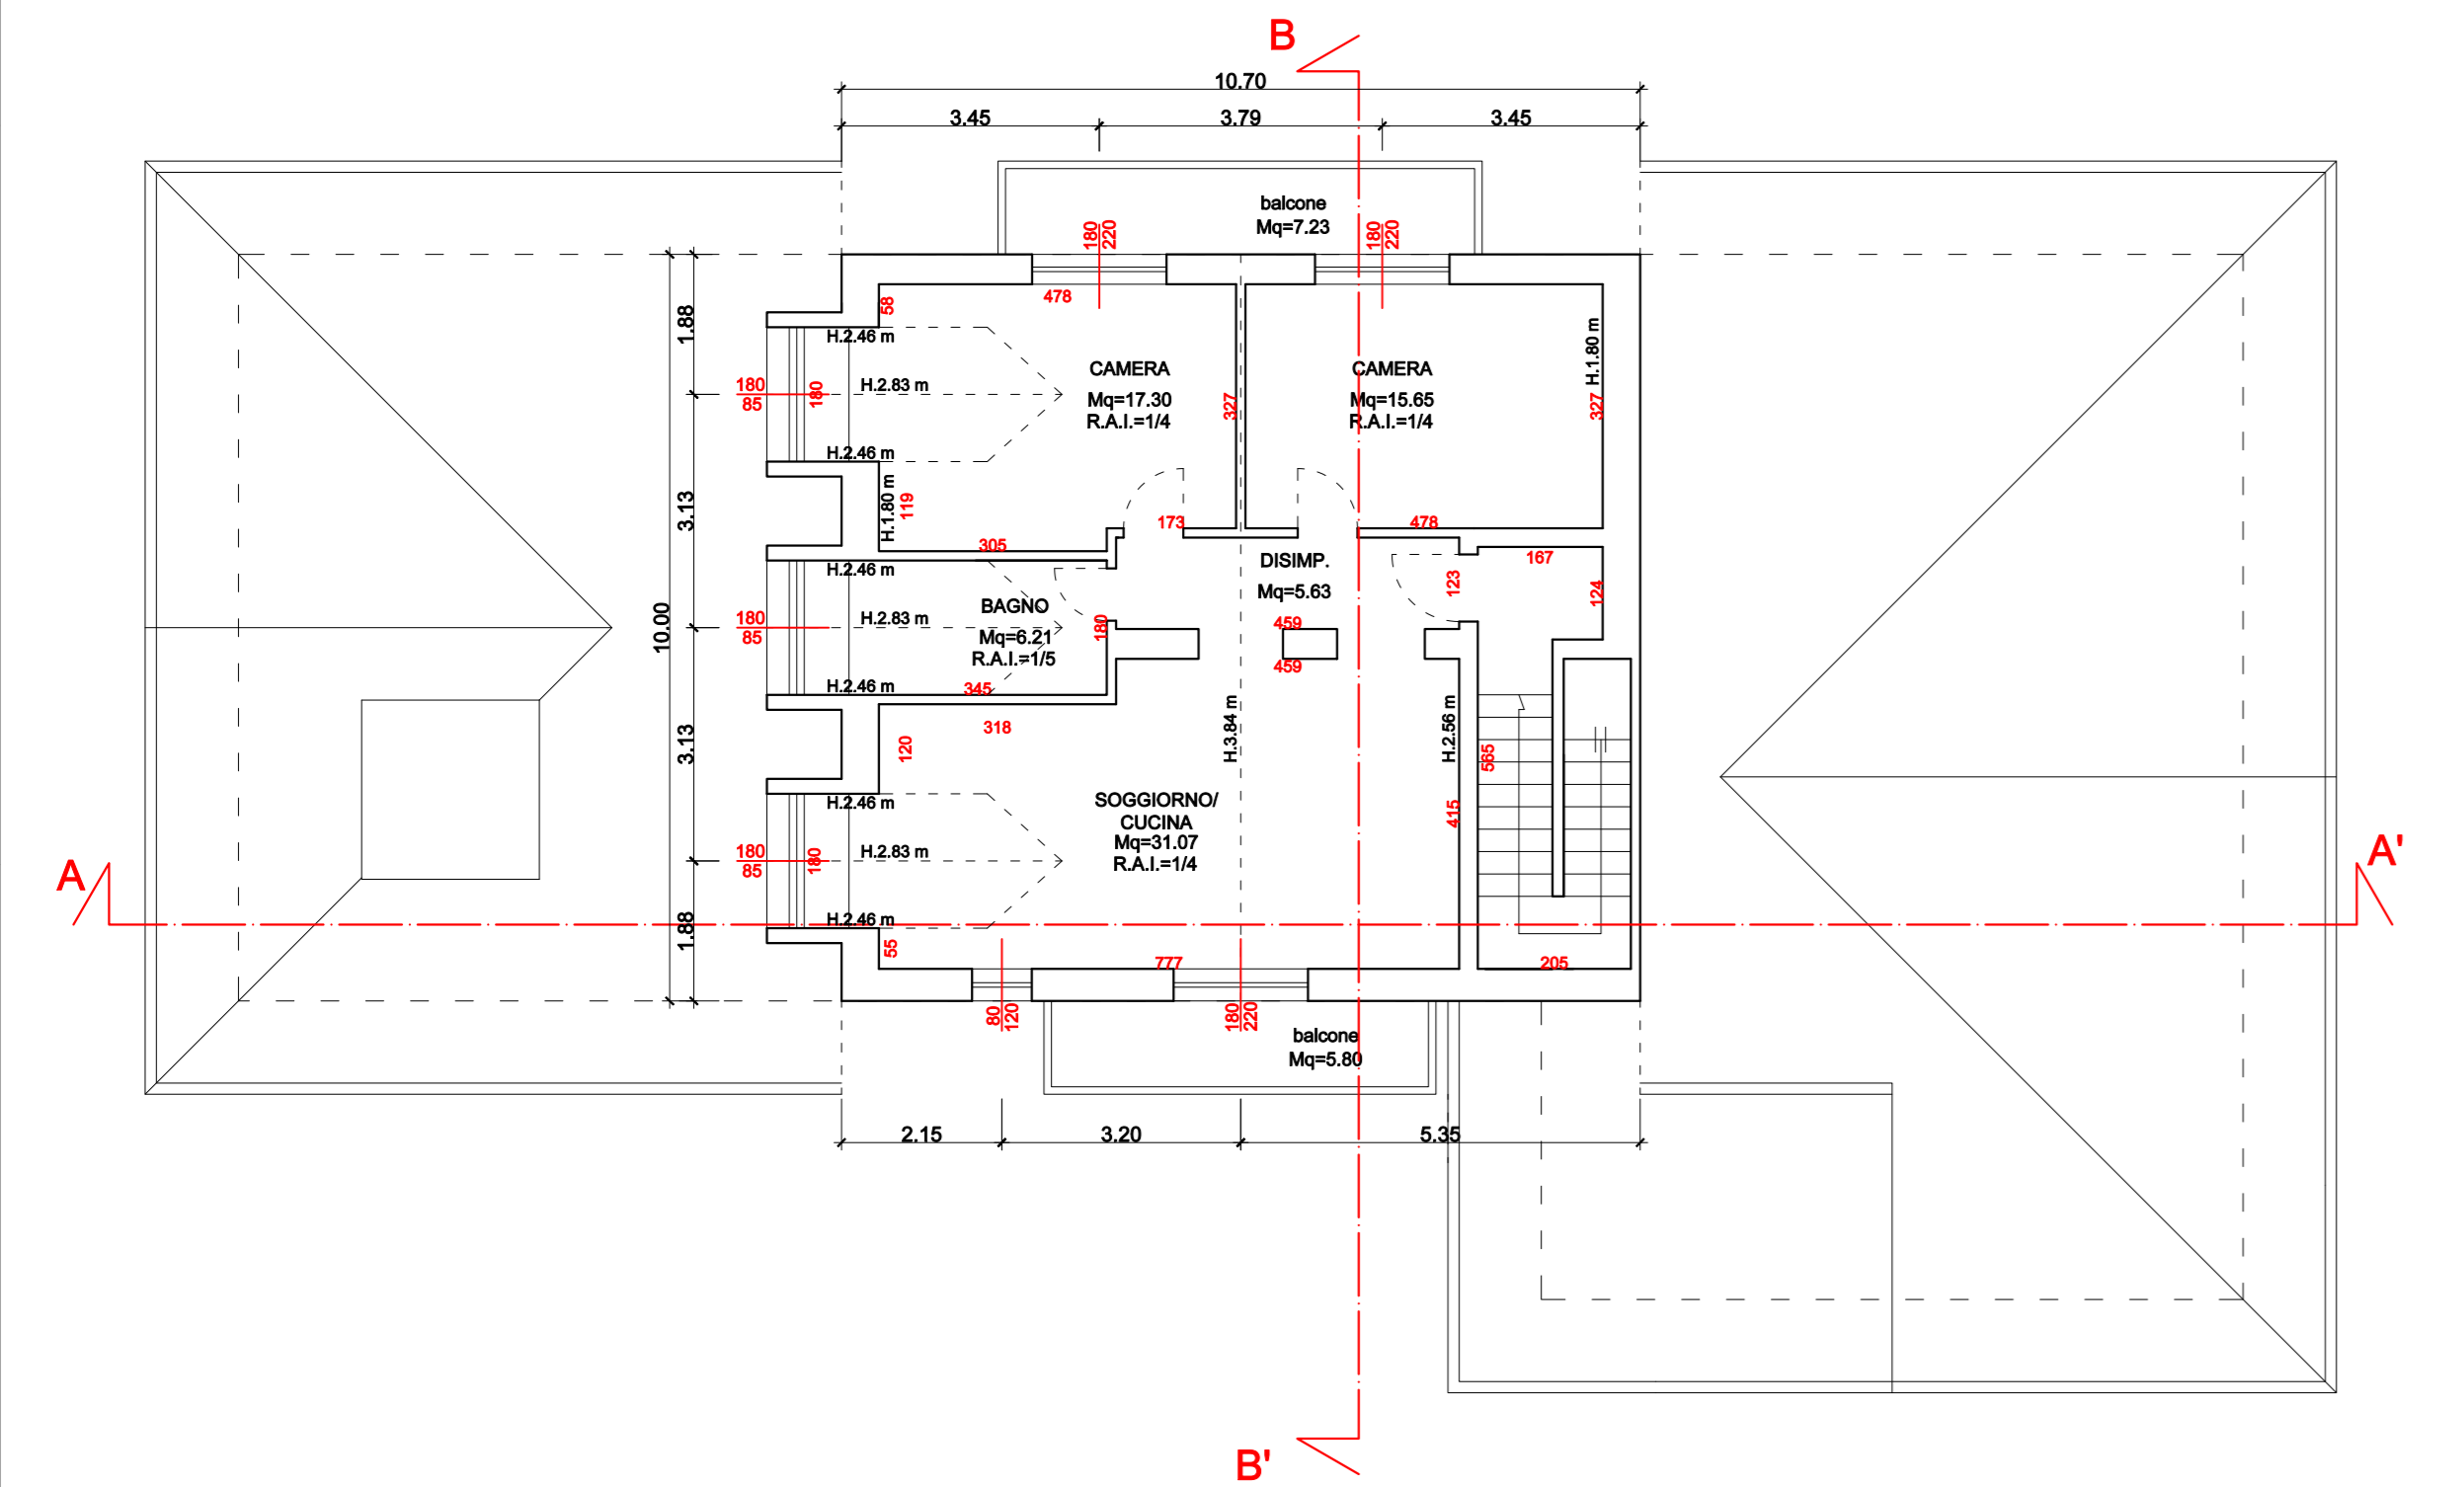 B
10.70
3.45
3.79
3.45
balcone
Mq=7.23
180
220
180
220
478
58
1.88
H.2.46 m
H.1.80 m
CAMERA
CAMERA
180
85
180
H.2.83 m
Mq=17.30
R.A.I.=1/4
327
Mq=15.65
R.A.I.=1/4
327
H.2.46 m
H.1.80 m
119
3.13
173
478
305
DISIMP.
167
H.2.46 m
Mq=5.63
123
124
BAGNO
10.00
180
85
H.2.83 m
180
459
Mq=6.21
R.A.I.=1/5
459
H.2.46 m
345
318
3.13
120
H.3.84 m
H.2.56 m
565
SOGGIORNO/
CUCINA
H.2.46 m
415
Mq=31.07
R.A.I.=1/4
180
85
180
H.2.83 m
A
A'
H.2.46 m
1.88
55
777
205
80
120
180
220
balcone
Mq=5.80
2.15
3.20
5.35
B'